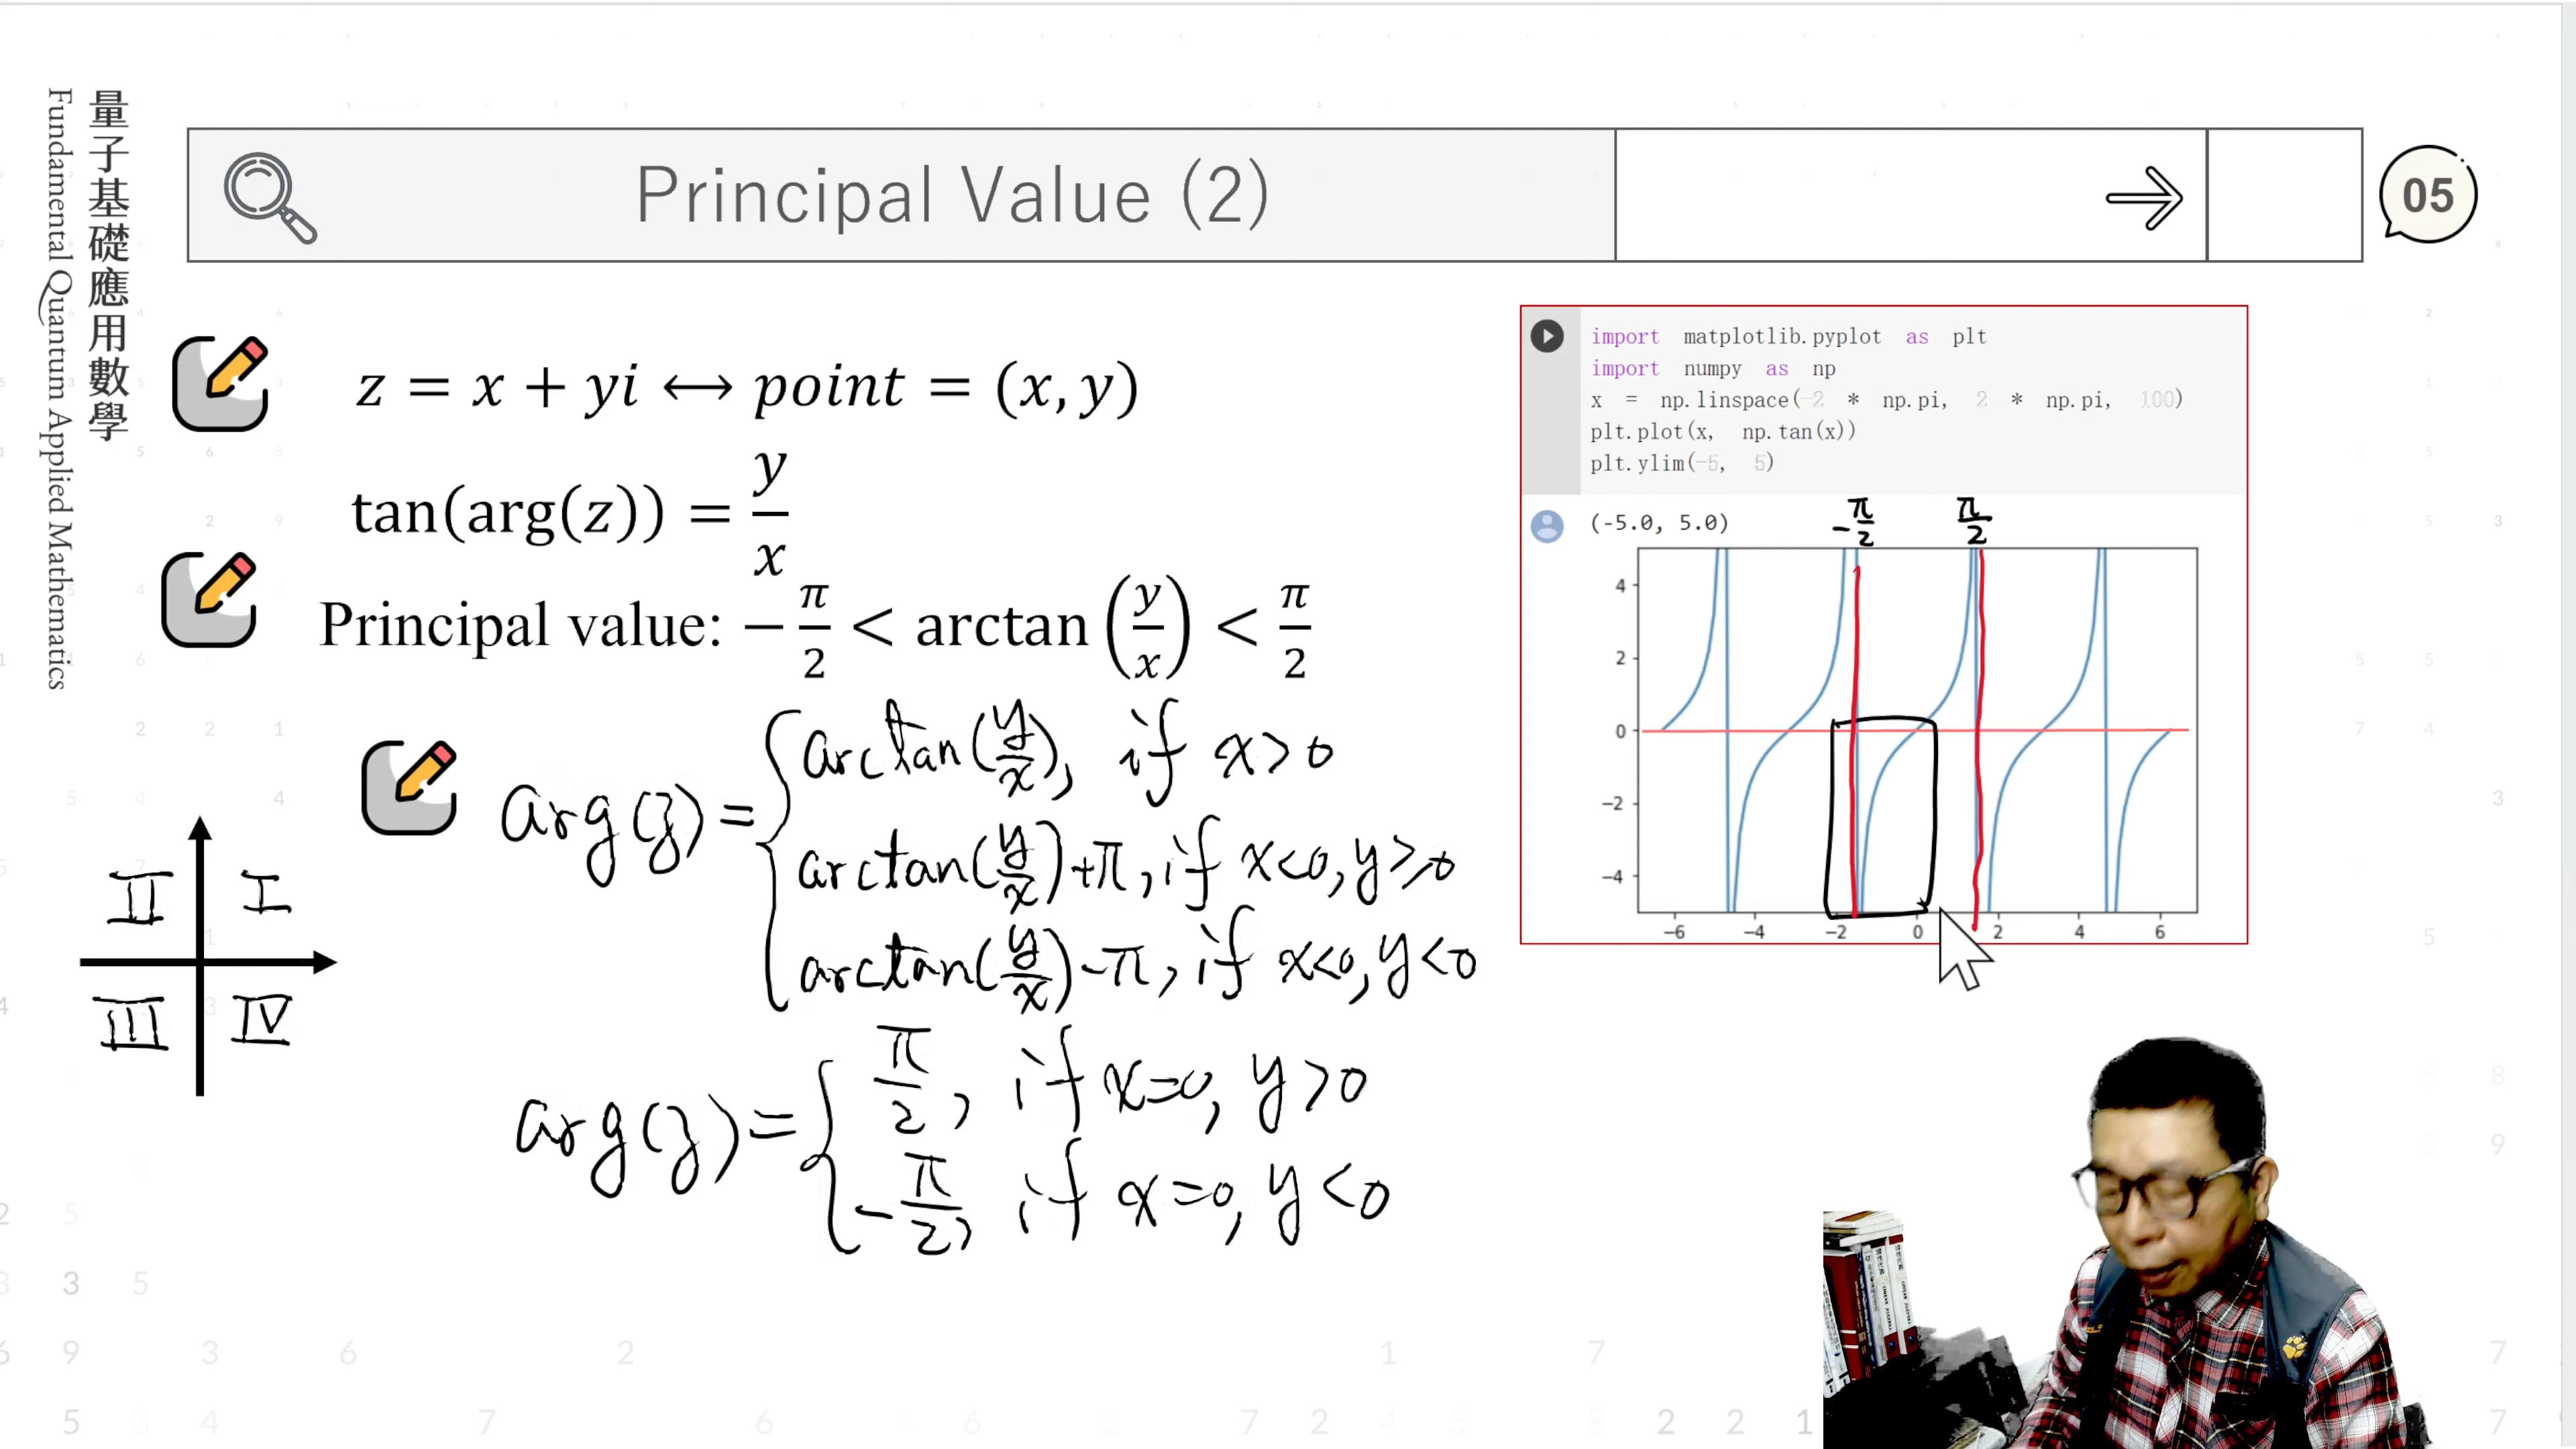 量子基礎應用數學
Fundamental Quantum Applied Mathematics
Principal Value (2)
05
z = x + yi ↔ point = (x, y)
tan(arg(z)) = y/x
Principal value: −π/2 < arctan(y/x) < π/2
arg(z) = { arctan(y/x), if x>0
arctan(y/x)+π, if x<0, y≥0
arctan(y/x)-π, if x<0, y<0
arg(z) = { π/2, if x=0, y>0
-π/2, if x=0, y<0
II I
III IV
import matplotlib.pyplot as plt
import numpy as np
x = np.linspace(-2 * np.pi, 2 * np.pi, 100)
plt.plot(x, np.tan(x))
plt.ylim(-5, 5)
(-5.0, 5.0)
-π/2 π/2
4
2
0
−2
−4
−6 −4 −2 0 2 4 6